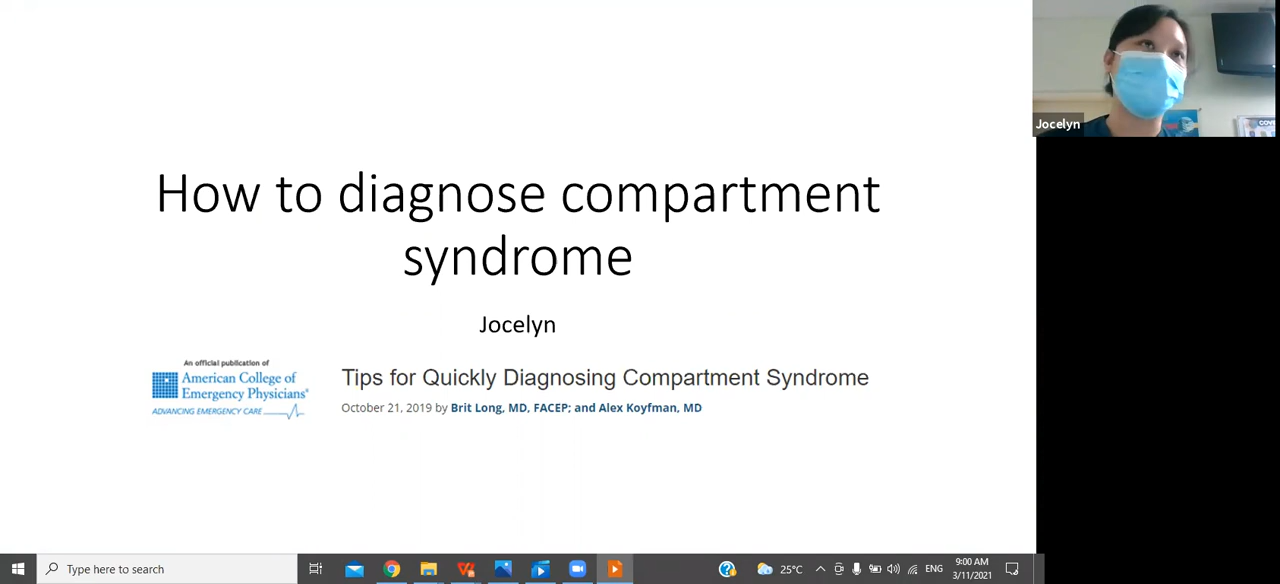 How to diagnose compartment
syndrome
Jocelyn
An official publication of
American College of
Emergency Physicians®
ADVANCING EMERGENCY CARE
Tips for Quickly Diagnosing Compartment Syndrome
October 21, 2019 by Brit Long, MD, FACEP; and Alex Koyfman, MD
Jocelyn
Type here to search
25°C
ENG
9:00 AM
3/11/2021